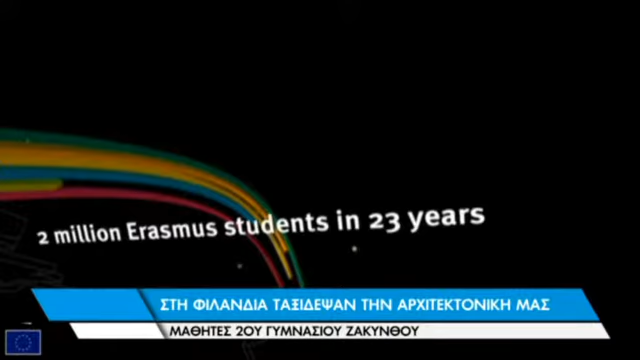 2 million Erasmus students in 23 years
ΣΤΗ ΦΙΛΑΝΔΙΑ ΤΑΞΙΔΕΨΑΝ ΤΗΝ ΑΡΧΙΤΕΚΤΟΝΙΚΗ ΜΑΣ
ΜΑΘΗΤΕΣ 2ΟΥ ΓΥΜΝΑΣΙΟΥ ΖΑΚΥΝΘΟΥ